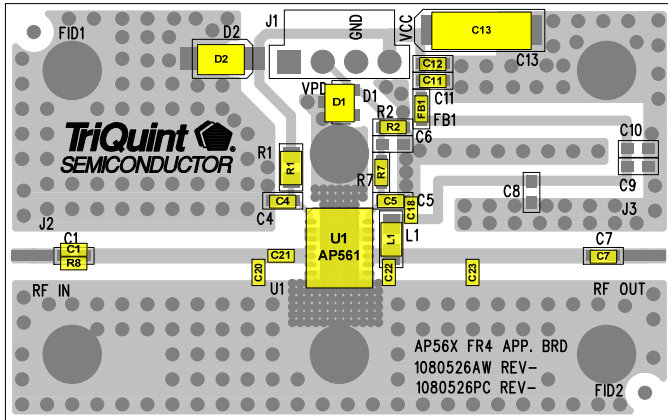 FID1
D2
J1
GND
VCC
C13
C13
D2
C12
C11
C11
VPD
D1
D1
FB1
FB1
R2
R2
C6
C10
TriQuint
SEMICONDUCTOR
R1
R1
R7
R7
C9
C8
C4
C4
C5
C5
C18
J3
J2
C1
C1
R8
U1
AP561
L1
L1
C7
C7
C21
C20
C22
C23
RF IN
U1
RF OUT
AP56X FR4 APP. BRD
1080526AW REV-
1080526PC REV-
FID2